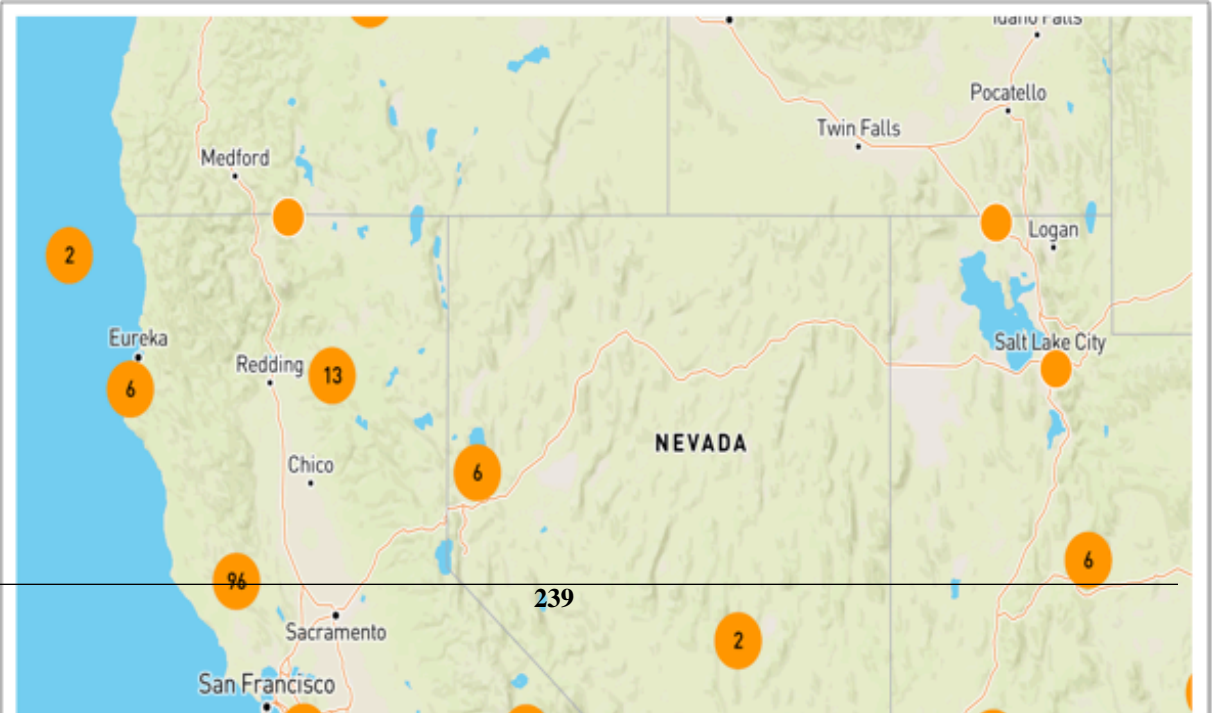 Idaho Falls
Pocatello
Twin Falls
Medford
Logan
2
Eureka
Salt Lake City
Redding
13
6
NEVADA
Chico
6
6
96
239
Sacramento
2
San Francisco